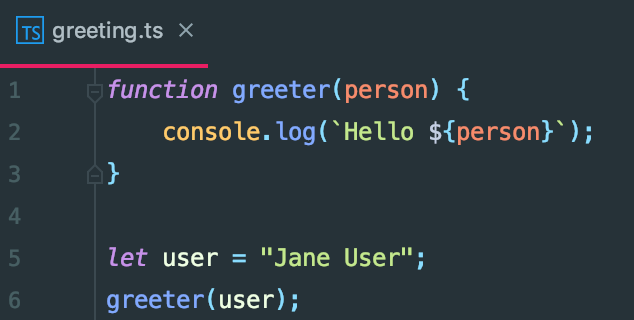 TS greeting.ts ×
1 function greeter(person) {
2     console.log(`Hello ${person}`);
3 }
4
5 let user = "Jane User";
6 greeter(user);